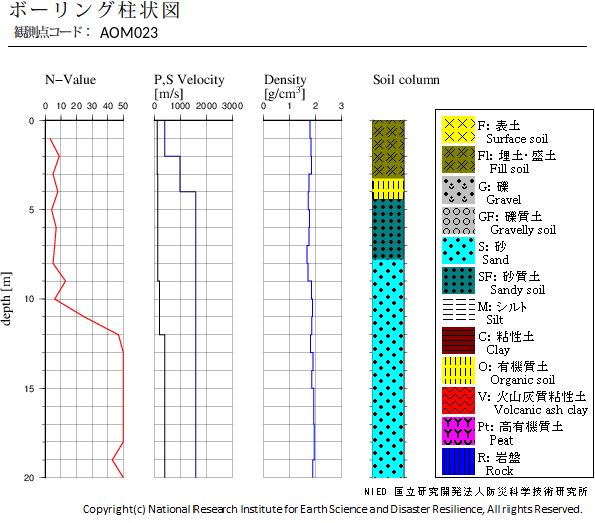 ボーリング柱状図
観測点コード： AOM023
N−Value P,S Velocity Density Soil column
[m/s] [g/cm³]
0 10 20 30 40 50 0 1000 2000 3000 0 1 2 3
0
5
10
15
20
depth [m]
F: 表土
Surface soil
Fl: 埋土・盛土
Fill soil
G: 礫
Gravel
GF: 礫質土
Gravelly soil
S: 砂
Sand
SF: 砂質土
Sandy soil
M: シルト
Silt
C: 粘性土
Clay
O: 有機質土
Organic soil
V: 火山灰質粘性土
Volcanic ash clay
Pt: 高有機質土
Peat
R: 岩盤
Rock
NIED 国立研究開発法人防災科学技術研究所
Copyright(c) National Research Institute for Earth Science and Disaster Resilience, All rights Reserved.